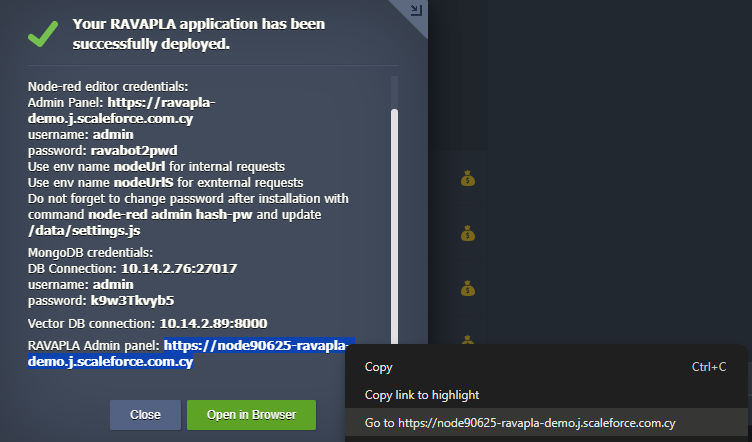 Your RAVAPLA application has been
successfully deployed.
Node-red editor credentials:
Admin Panel: https://ravapla-
demo.j.scaleforce.com.cy
username: admin
password: ravabot2pwd
Use env name nodeUrl for internal requests
Use env name nodeUrlS for exnternal requests
Do not forget to change password after installation with
command node-red admin hash-pw and update
/data/settings.js
MongoDB credentials:
DB Connection: 10.14.2.76:27017
username: admin
password: k9w3Tkvyb5
Vector DB connection: 10.14.2.89:8000
RAVAPLA Admin panel: https://node90625-ravapla-
demo.j.scaleforce.com.cy
Copy Ctrl+C
Copy link to highlight
Go to https://node90625-ravapla-demo.j.scaleforce.com.cy
Close Open in Browser